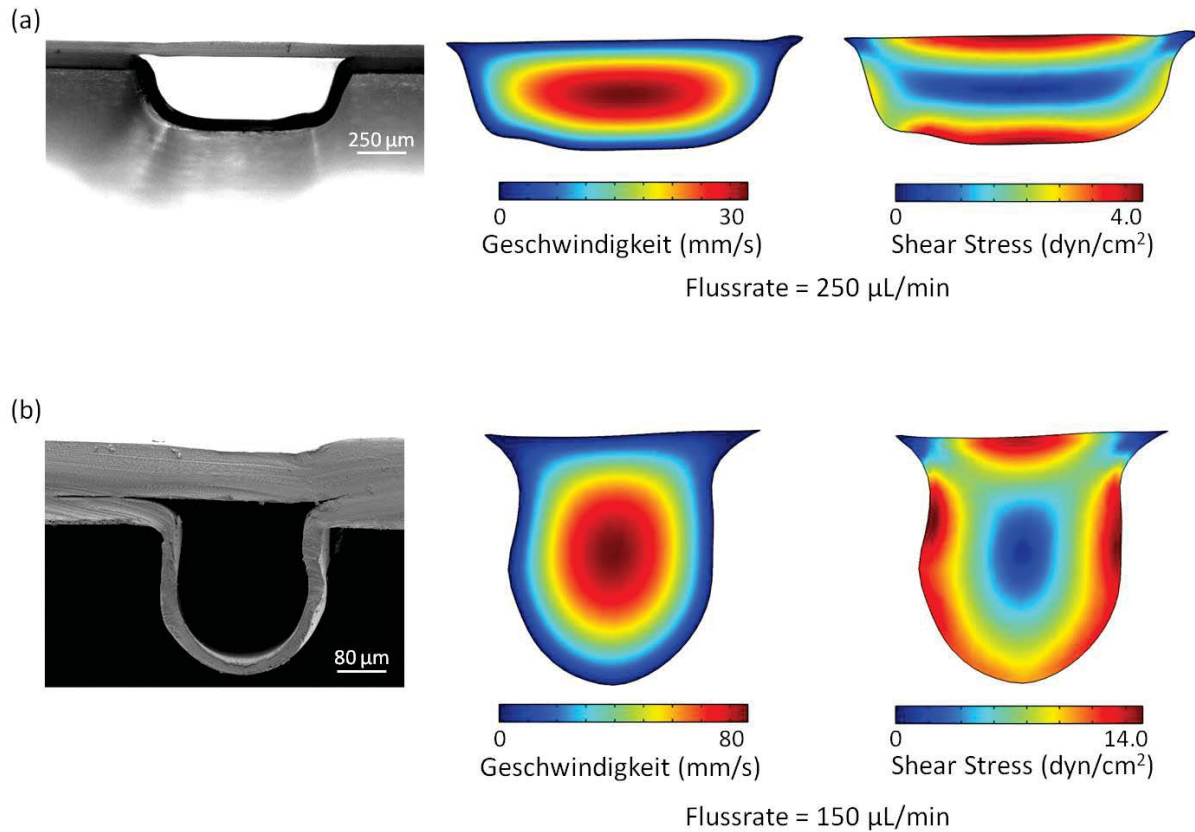 (a)
250 µm
0 30
Geschwindigkeit (mm/s)
0 4.0
Shear Stress (dyn/cm²)
Flussrate = 250 µL/min
(b)
80 µm
0 80
Geschwindigkeit (mm/s)
0 14.0
Shear Stress (dyn/cm²)
Flussrate = 150 µL/min